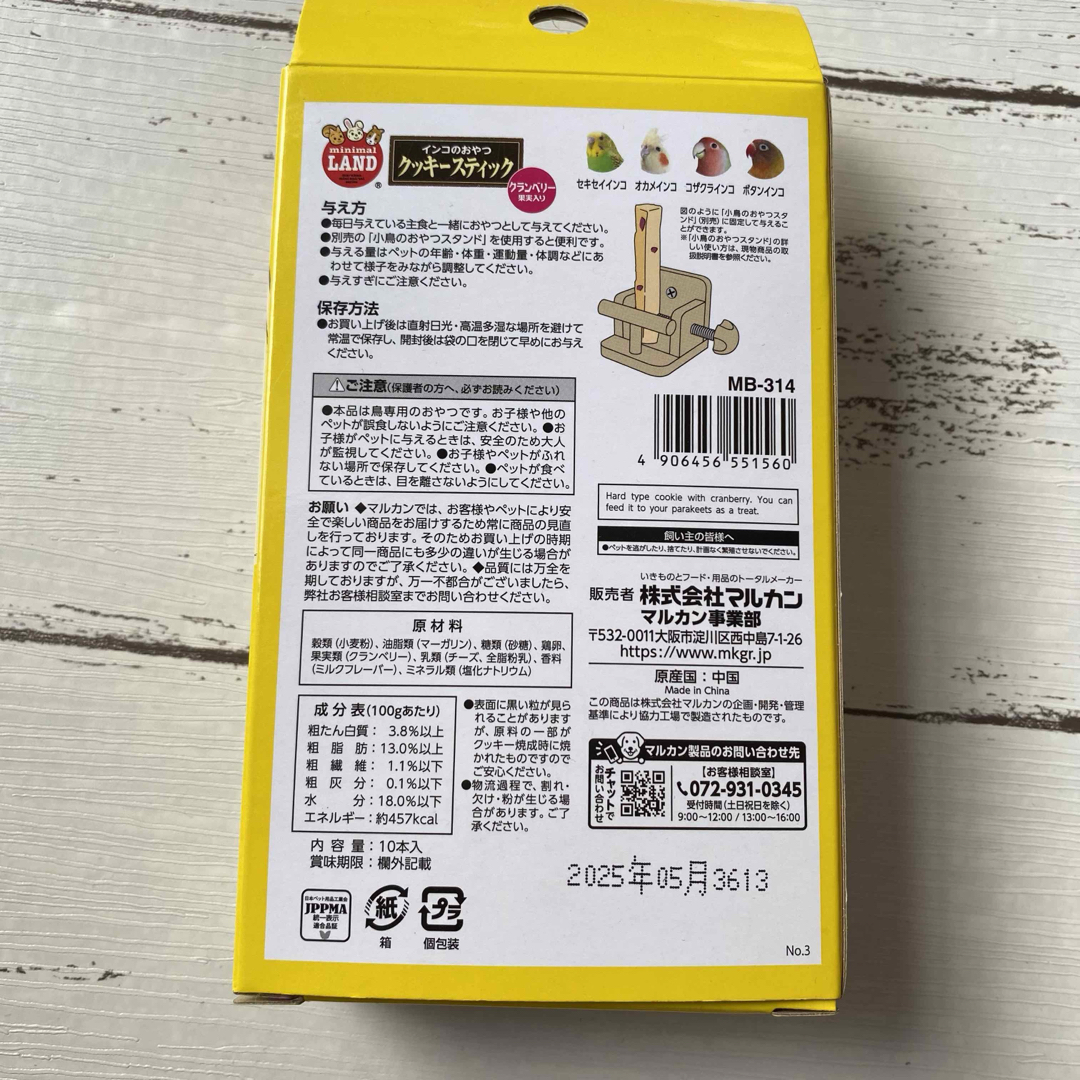 minimal
LAND
®
インコのおやつ
クッキースティック
クランベリー
果実入り
セキセイインコ オカメインコ コザクラインコ ボタンインコ
与え方
●毎日与えている主食と一緒におやつとして与えてください。
●別売の「小鳥のおやつスタンド」を使用すると便利です。
●与える量はペットの年齢・体重・運動量・体調などにあ
わせて様子をみながら調整してください。
●与えすぎにご注意ください。
図のように「小鳥のおやつスタ
ンド」(別売)に固定して与えるこ
とができます。
※「小鳥のおやつスタンド」の詳
しい使い方は、現物商品の取
扱説明書を参照ください。
保存方法
●お買い上げ後は直射日光・高温多湿な場所を避けて
常温で保存し、開封後は袋の口を閉じて早めにお与え
ください。
⚠ご注意(保護者の方へ、必ずお読みください)
●本品は鳥専用のおやつです。お子様や他の
ペットが誤食しないようにご注意ください。●お
子様がペットに与えるときは、安全のため大人
が監視してください。●お子様やペットがふれ
ない場所で保存してください。●ペットが食べ
ているときは、目を離さないようにしてください。
お願い ◆マルカンでは、お客様やペットにより安
全で楽しい商品をお届けするため常に商品の見直
しを行っております。そのためお買い上げの時期
によって同一商品にも多少の違いが生じる場合が
ありますのでご了承ください。◆品質には万全を
期しておりますが、万一不都合がございましたら、
弊社お客様相談室までお問い合わせください。
原材料
穀類(小麦粉)、油脂類(マーガリン)、糖類(砂糖)、鶏卵、
果実類(クランベリー)、乳類(チーズ、全脂粉乳)、香料
(ミルクフレーバー)、ミネラル類(塩化ナトリウム)
成分表(100gあたり)
粗たん白質: 3.8%以上
粗脂肪: 13.0%以上
粗繊維: 1.1%以下
粗灰分: 0.1%以下
水分: 18.0%以下
エネルギー: 約457kcal
●表面に黒い粒が見ら
れることがあります
が、原料の一部が
クッキー焼成時に焼
かれたものですので
ご安心ください。
●物流過程で、割れ・
欠け・粉が生じる場
合があります。ご了
承ください。
内容量:10本入
賞味期限:欄外記載
日本ペット用品工業会
JPPMA
統一表示
適合品証
紙
箱
プラ
個包装
MB-314
4 906456 551560
Hard type cookie with cranberry. You can
feed it to your parakeets as a treat.
飼い主の皆様へ
●ペットを逃がしたり、捨てたり、計画なく繁殖させないでください。
いきものとフード・用品のトータルメーカー
販売者 株式会社マルカン
マルカン事業部
〒532-0011大阪市淀川区西中島7-1-26
https://www.mkgr.jp
原産国:中国
Made in China
この商品は株式会社マルカンの企画・開発・管理
基準により協力工場で製造されたものです。
マルカン製品のお問い合わせ先
チャットで
お問い合わせ
【お客様相談室】
072-931-0345
受付時間(土日祝日を除く)
9:00〜12:00 / 13:00〜16:00
2025年05月3613
No.3